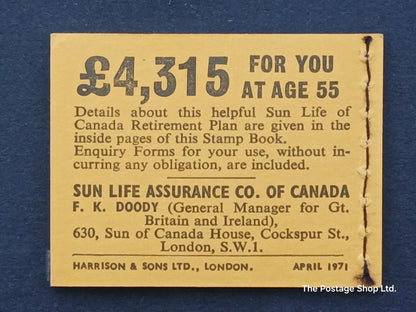 £4,315 FOR YOU
AT AGE 55
Details about this helpful Sun Life of
Canada Retirement Plan are given in the
inside pages of this Stamp Book.
Enquiry Forms for your use, without in-
curring any obligation, are included.
SUN LIFE ASSURANCE CO. OF CANADA
F. K. DOODY (General Manager for Gt.
Britain and Ireland),
630, Sun of Canada House, Cockspur St.,
London, S.W.1.
HARRISON & SONS LTD., LONDON. APRIL 1971
The Postage Shop Ltd.